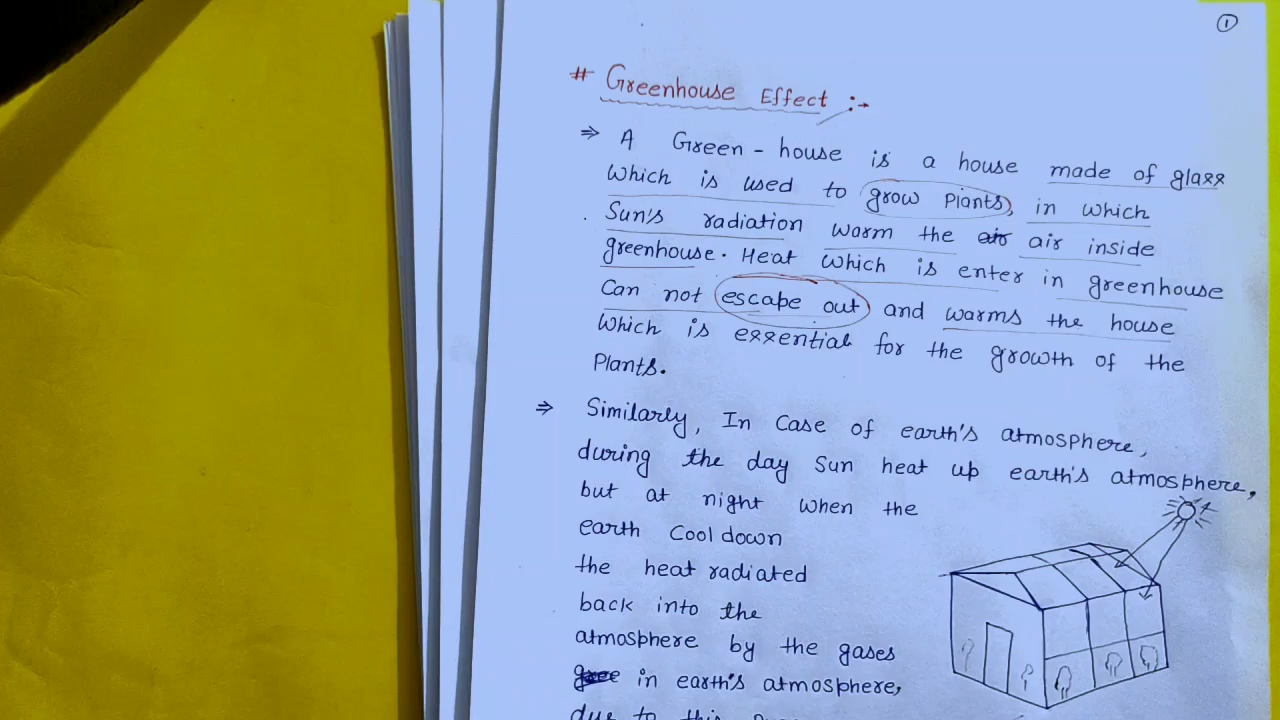 1
# Greenhouse Effect :-
⇒ A Green-house is a house made of glass
which is used to grow Plants, in which
Sun's radiation warm the air air inside
greenhouse. Heat which is enter in greenhouse
Can not escape out and warms the house
which is essential for the growth of the
Plants.
⇒ Similarly, In Case of earth's atmosphere,
during the day Sun heat up earth's atmosphere,
but at night when the
earth Cool down
the heat radiated
back into the
atmosphere by the gases
in earth's atmosphere,
due to this